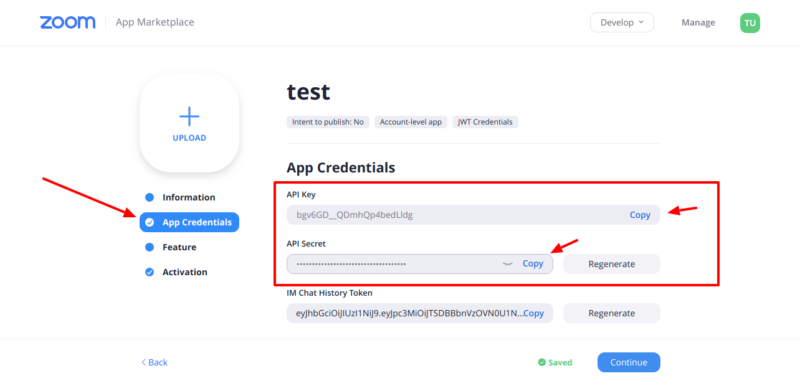 zoom App Marketplace Develop Manage TU
test
UPLOAD
Intent to publish: No Account-level app JWT Credentials
App Credentials
Information
App Credentials
Feature
Activation
API Key
bgv6GD__QDmhQp4bedLldg Copy
API Secret
•••••••••••••••••••••••••••••••••••• Copy Regenerate
IM Chat History Token
eyJhbGciOiJIUzI1NiJ9.eyJpc3MiOiJTSDBBbnVzOVN0U1N... Copy Regenerate
< Back Saved Continue